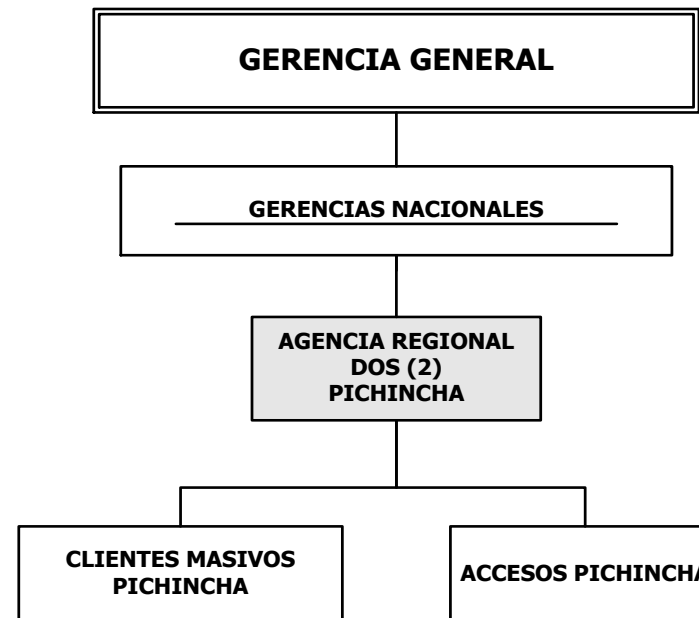 GERENCIA GENERAL
GERENCIAS NACIONALES
AGENCIA REGIONAL
DOS (2)
PICHINCHA
CLIENTES MASIVOS
PICHINCHA
ACCESOS PICHINCHA